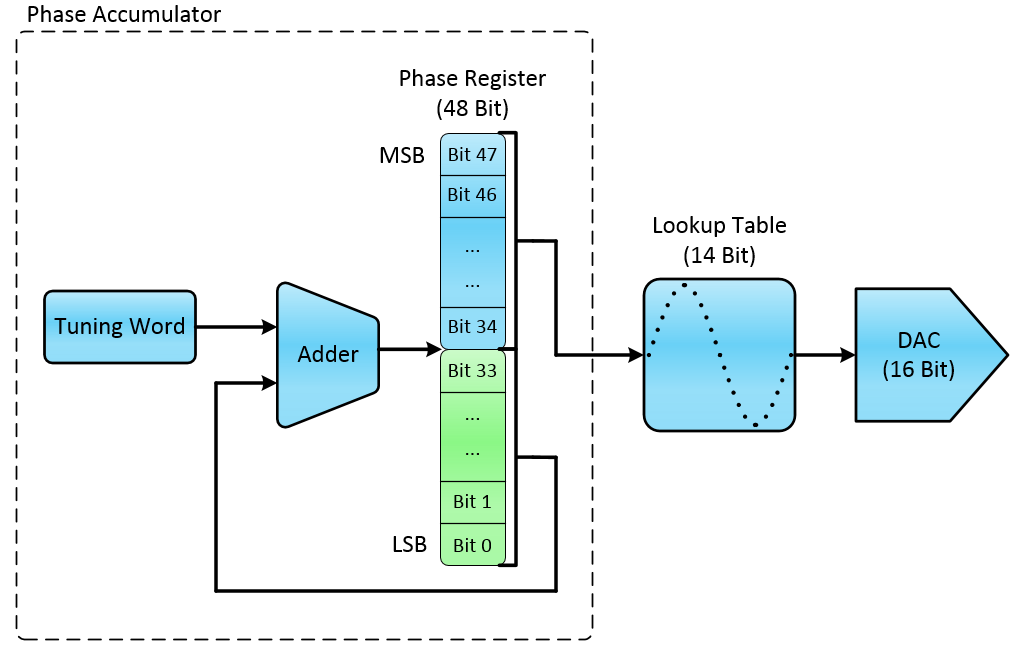 Phase Accumulator
Phase Register
(48 Bit)
MSB
Bit 47
Bit 46
...
...
Bit 34
Bit 33
...
...
Bit 1
LSB
Bit 0
Tuning Word
Adder
Lookup Table
(14 Bit)
DAC
(16 Bit)